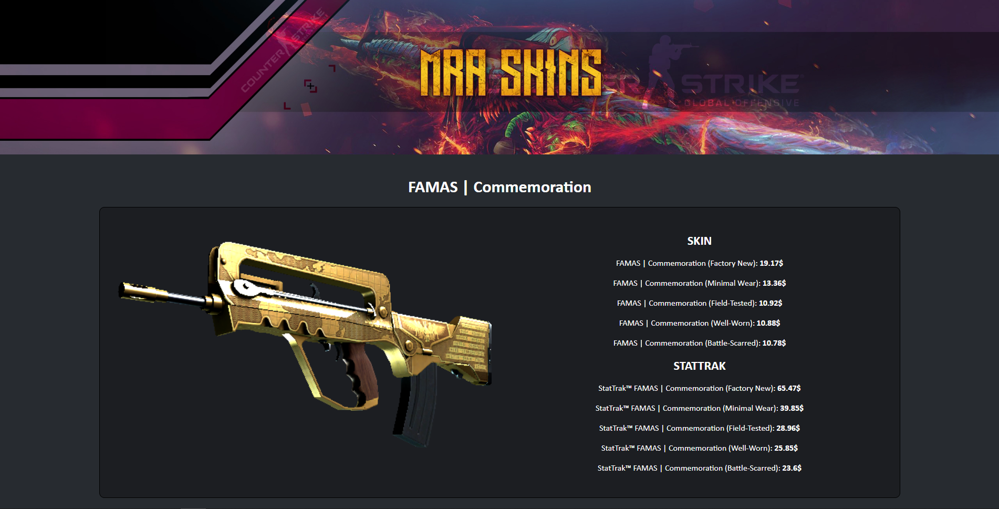 COUNTER STRIKE
MRA SKINS
STRIKE
GLOBAL OFFENSIVE
FAMAS | Commemoration
SKIN
FAMAS | Commemoration (Factory New): 19.17$
FAMAS | Commemoration (Minimal Wear): 13.36$
FAMAS | Commemoration (Field-Tested): 10.92$
FAMAS | Commemoration (Well-Worn): 10.88$
FAMAS | Commemoration (Battle-Scarred): 10.78$
STATTRAK
StatTrak™ FAMAS | Commemoration (Factory New): 65.47$
StatTrak™ FAMAS | Commemoration (Minimal Wear): 39.85$
StatTrak™ FAMAS | Commemoration (Field-Tested): 28.96$
StatTrak™ FAMAS | Commemoration (Well-Worn): 25.85$
StatTrak™ FAMAS | Commemoration (Battle-Scarred): 23.6$